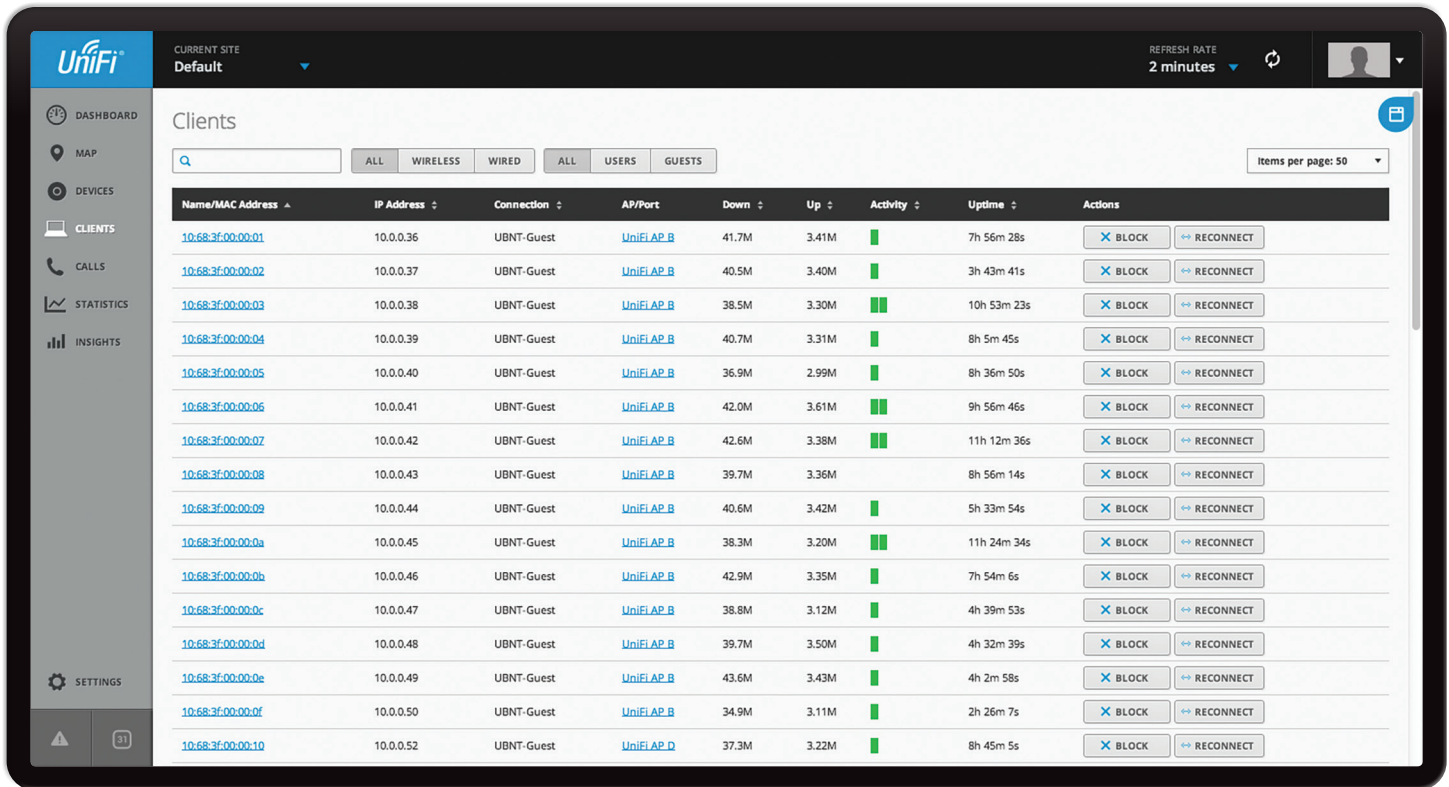 UniFi
CURRENT SITE
Default
REFRESH RATE
2 minutes
DASHBOARD
MAP
DEVICES
CLIENTS
CALLS
STATISTICS
INSIGHTS
SETTINGS
31
Clients
ALL WIRELESS WIRED ALL USERS GUESTS Items per page: 50
Name/MAC Address IP Address Connection AP/Port Down Up Activity Uptime Actions
10:68:3f:00:00:01 10.0.0.36 UBNT-Guest UniFi AP B 41.7M 3.41M 7h 56m 28s BLOCK RECONNECT
10:68:3f:00:00:02 10.0.0.37 UBNT-Guest UniFi AP B 40.5M 3.40M 3h 43m 41s BLOCK RECONNECT
10:68:3f:00:00:03 10.0.0.38 UBNT-Guest UniFi AP B 38.5M 3.30M 10h 53m 23s BLOCK RECONNECT
10:68:3f:00:00:04 10.0.0.39 UBNT-Guest UniFi AP B 40.7M 3.31M 8h 5m 45s BLOCK RECONNECT
10:68:3f:00:00:05 10.0.0.40 UBNT-Guest UniFi AP B 36.9M 2.99M 8h 36m 50s BLOCK RECONNECT
10:68:3f:00:00:06 10.0.0.41 UBNT-Guest UniFi AP B 42.0M 3.61M 9h 56m 46s BLOCK RECONNECT
10:68:3f:00:00:07 10.0.0.42 UBNT-Guest UniFi AP B 42.6M 3.38M 11h 12m 36s BLOCK RECONNECT
10:68:3f:00:00:08 10.0.0.43 UBNT-Guest UniFi AP B 39.7M 3.36M 8h 56m 14s BLOCK RECONNECT
10:68:3f:00:00:09 10.0.0.44 UBNT-Guest UniFi AP B 40.6M 3.42M 5h 33m 54s BLOCK RECONNECT
10:68:3f:00:00:0a 10.0.0.45 UBNT-Guest UniFi AP B 38.3M 3.20M 11h 24m 34s BLOCK RECONNECT
10:68:3f:00:00:0b 10.0.0.46 UBNT-Guest UniFi AP B 42.9M 3.35M 7h 54m 6s BLOCK RECONNECT
10:68:3f:00:00:0c 10.0.0.47 UBNT-Guest UniFi AP B 38.8M 3.12M 4h 39m 53s BLOCK RECONNECT
10:68:3f:00:00:0d 10.0.0.48 UBNT-Guest UniFi AP B 39.7M 3.50M 4h 32m 39s BLOCK RECONNECT
10:68:3f:00:00:0e 10.0.0.49 UBNT-Guest UniFi AP B 43.6M 3.43M 4h 2m 58s BLOCK RECONNECT
10:68:3f:00:00:0f 10.0.0.50 UBNT-Guest UniFi AP B 34.9M 3.11M 2h 26m 7s BLOCK RECONNECT
10:68:3f:00:00:10 10.0.0.52 UBNT-Guest UniFi AP D 37.3M 3.22M 8h 45m 5s BLOCK RECONNECT